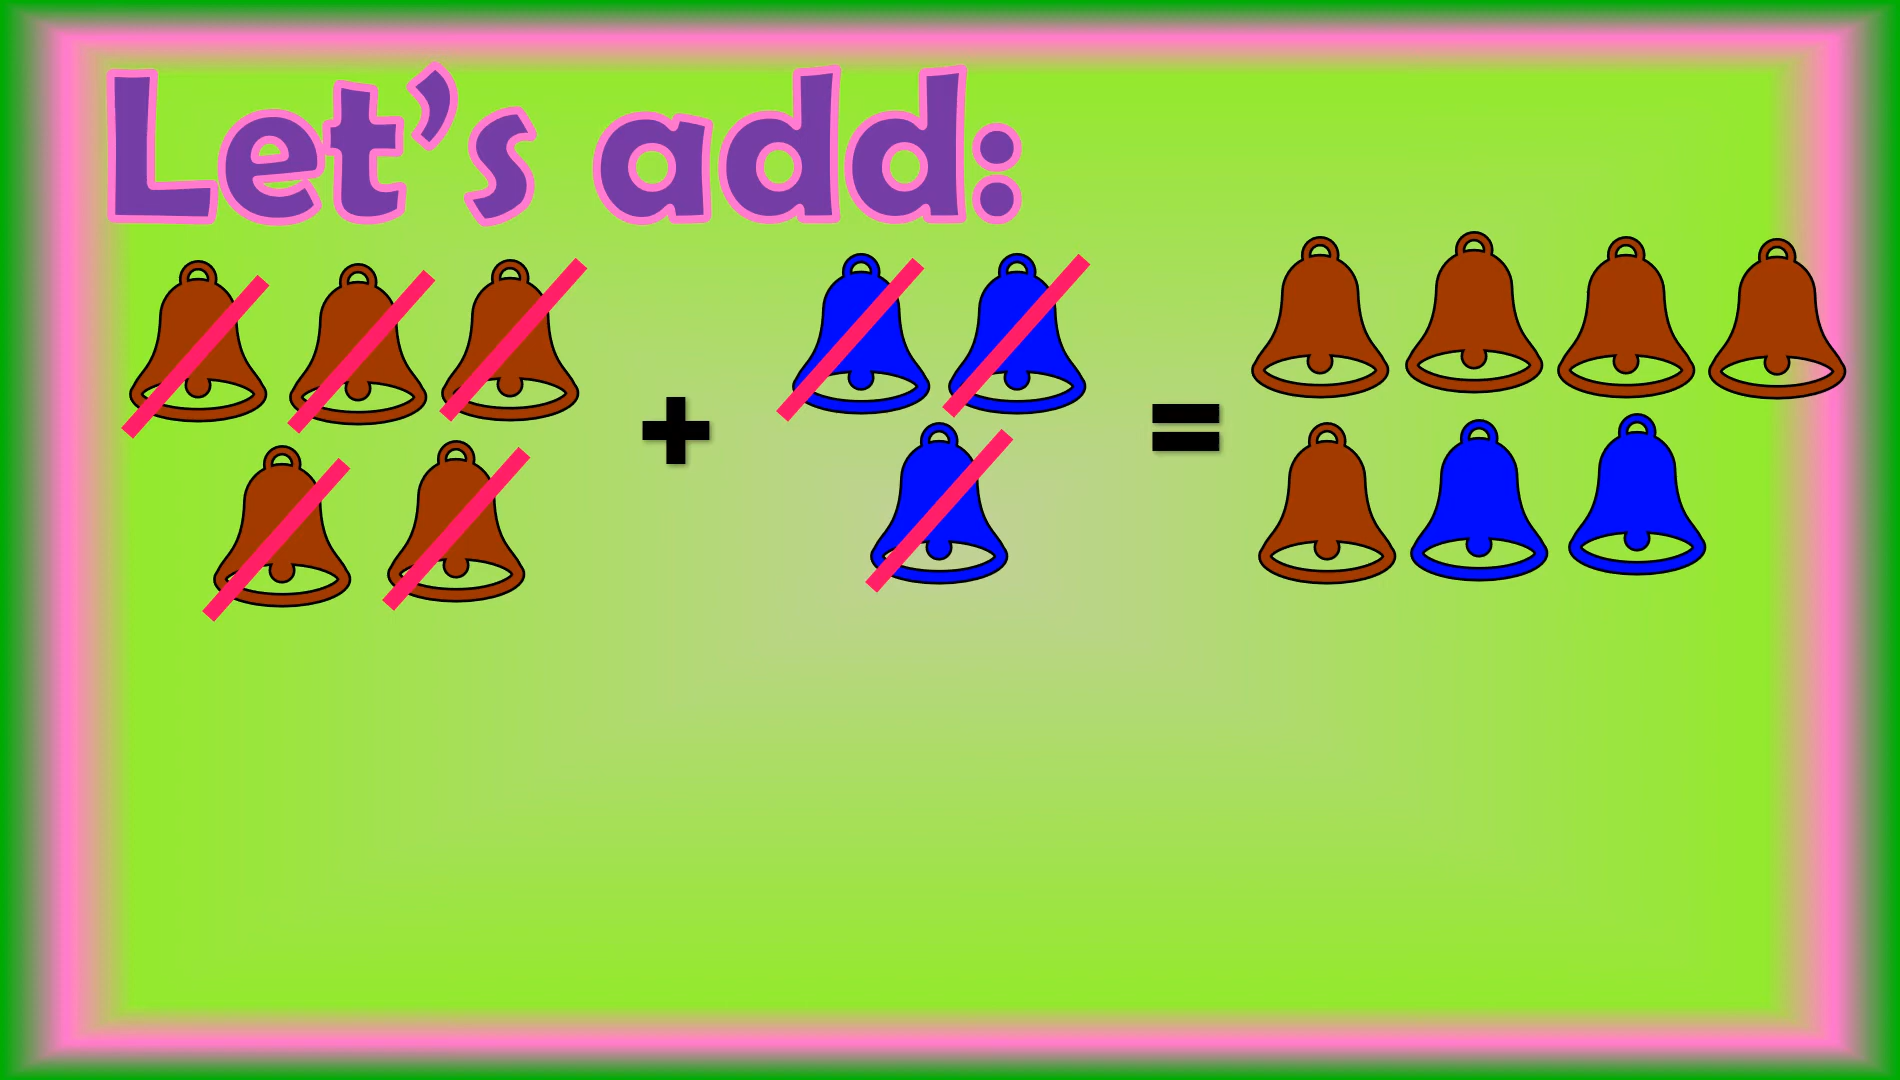 Let's add:
+ =